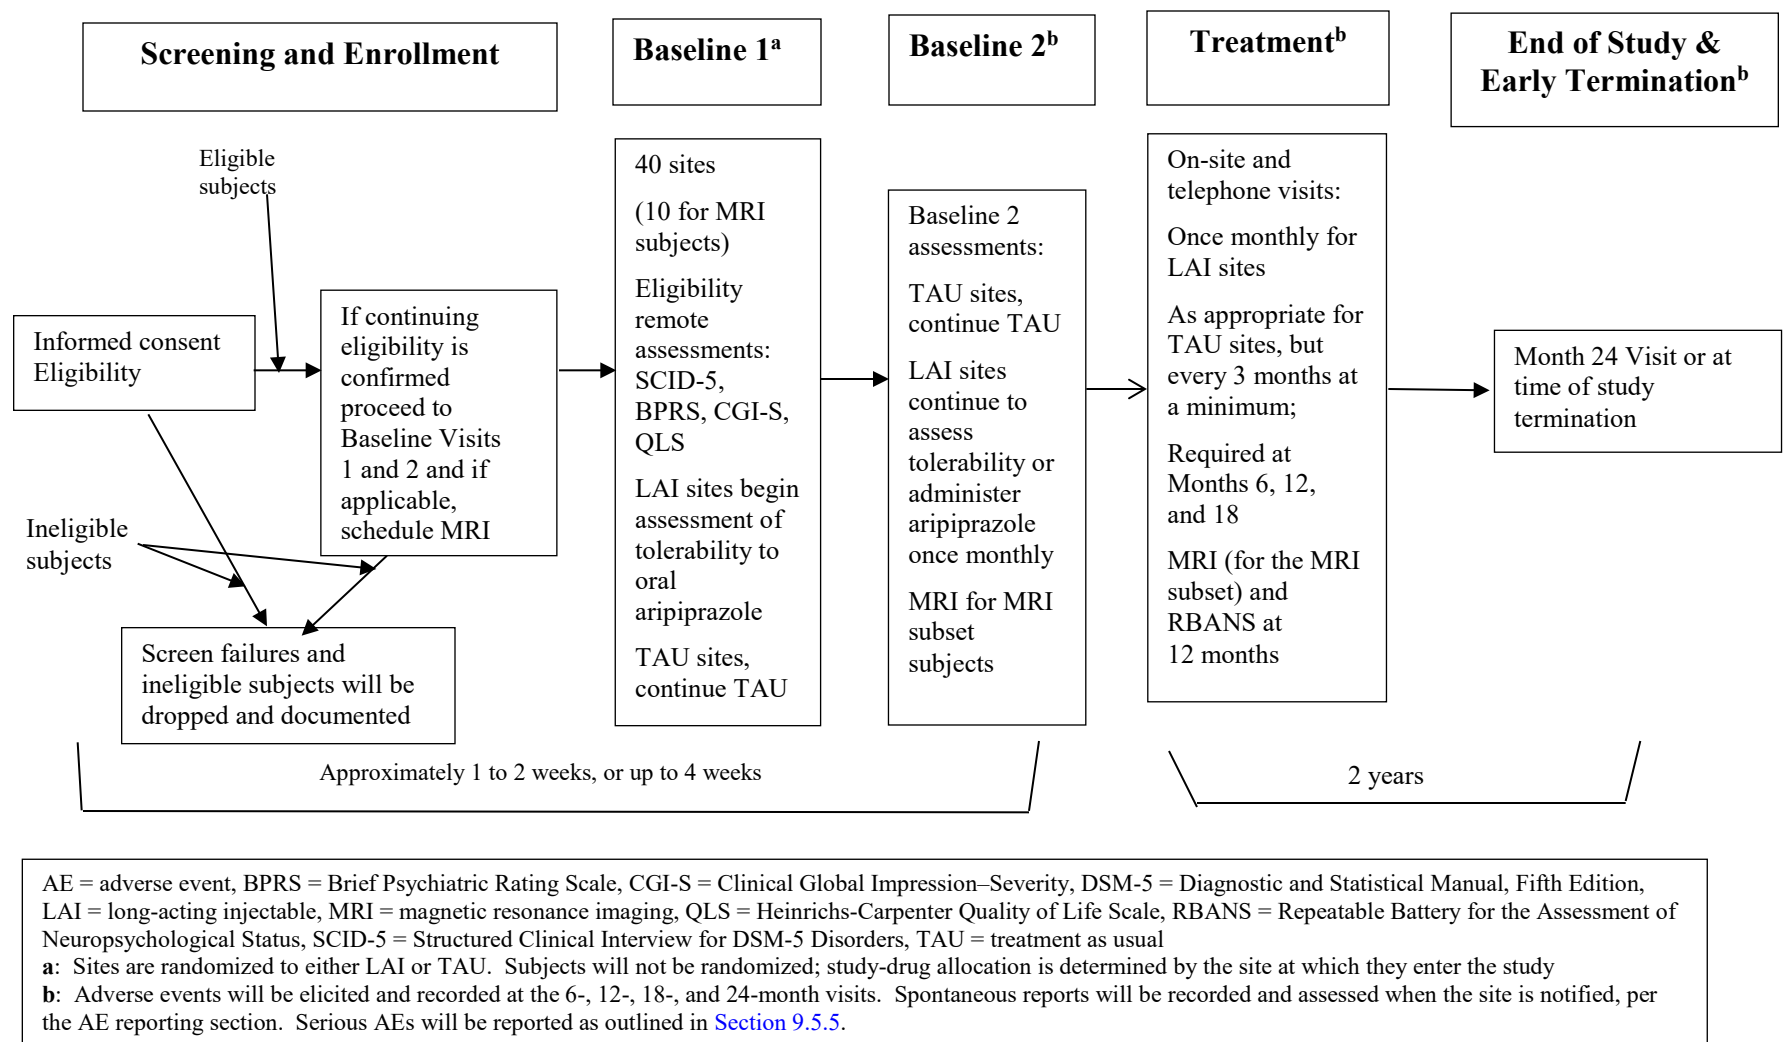 Screening and Enrollment
Baseline 1a
Baseline 2b
Treatmentb
End of Study &
Early Terminationb
Eligible
subjects
Informed consent
Eligibility
If continuing
eligibility is
confirmed
proceed to
Baseline Visits
1 and 2 and if
applicable,
schedule MRI
Ineligible
subjects
Screen failures and
ineligible subjects will be
dropped and documented
40 sites
(10 for MRI
subjects)
Eligibility
remote
assessments:
SCID-5,
BPRS, CGI-S,
QLS
LAI sites begin
assessment of
tolerability to
oral
aripiprazole
TAU sites,
continue TAU
Baseline 2
assessments:
TAU sites,
continue TAU
LAI sites
continue to
assess
tolerability or
administer
aripiprazole
once monthly
MRI for MRI
subset
subjects
On-site and
telephone visits:
Once monthly for
LAI sites
As appropriate for
TAU sites, but
every 3 months at
a minimum;
Required at
Months 6, 12,
and 18
MRI (for the MRI
subset) and
RBANS at
12 months
Month 24 Visit or at
time of study
termination
Approximately 1 to 2 weeks, or up to 4 weeks
2 years
AE = adverse event, BPRS = Brief Psychiatric Rating Scale, CGI-S = Clinical Global Impression–Severity, DSM-5 = Diagnostic and Statistical Manual, Fifth Edition,
LAI = long-acting injectable, MRI = magnetic resonance imaging, QLS = Heinrichs-Carpenter Quality of Life Scale, RBANS = Repeatable Battery for the Assessment of
Neuropsychological Status, SCID-5 = Structured Clinical Interview for DSM-5 Disorders, TAU = treatment as usual
a: Sites are randomized to either LAI or TAU. Subjects will not be randomized; study-drug allocation is determined by the site at which they enter the study
b: Adverse events will be elicited and recorded at the 6-, 12-, 18-, and 24-month visits. Spontaneous reports will be recorded and assessed when the site is notified, per
the AE reporting section. Serious AEs will be reported as outlined in Section 9.5.5.